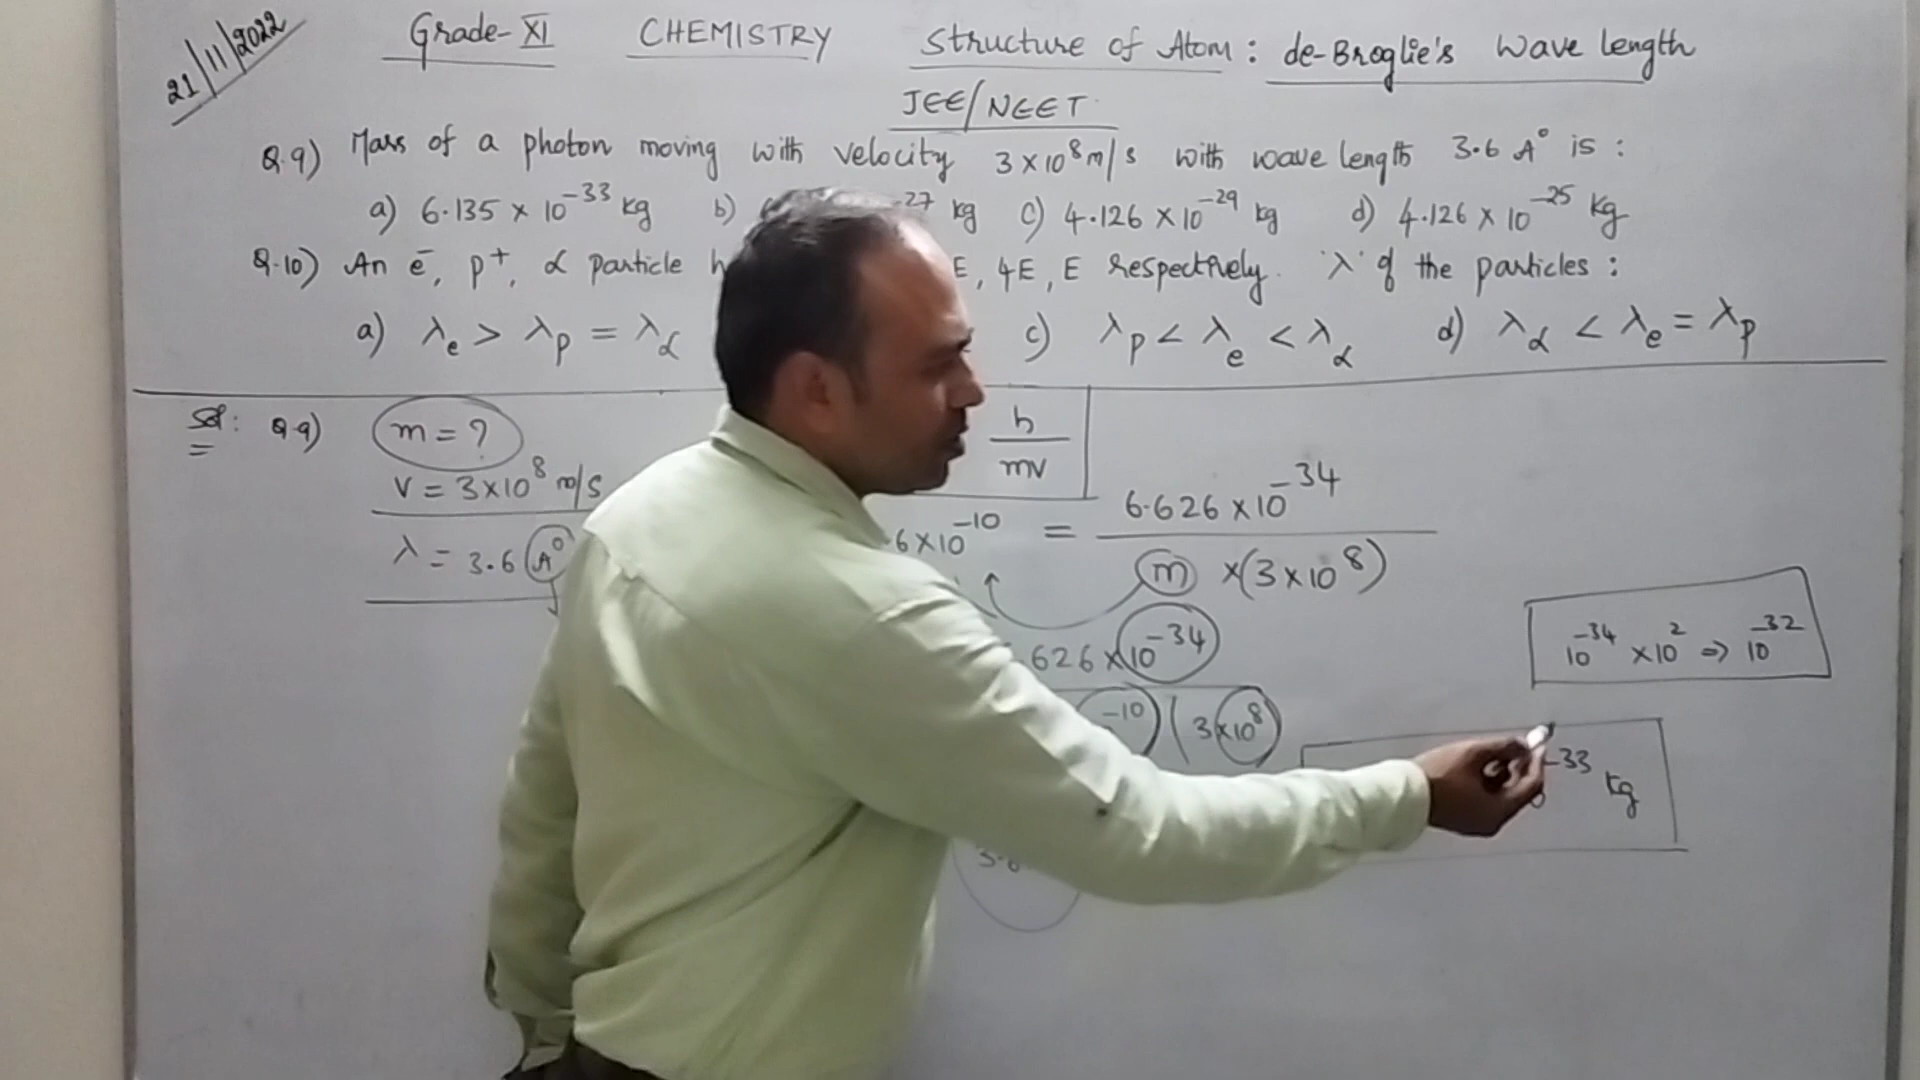 21/11/2022
Grade-XI CHEMISTRY Structure of Atom: de-Broglie's Wave length
JEE/NEET
Q.9) Mass of a photon moving with velocity 3×10⁸ m/s with wave length 3.6 A° is :
a) 6.135 × 10⁻³³ kg b) ⁻²⁷ kg c) 4.126 × 10⁻²⁹ kg d) 4.126 × 10⁻²⁵ kg
Q.10) An e⁻, p⁺, α particle E, 4E, E respectively. 'λ' of the particles :
a) λe > λp = λα c) λp < λe < λα d) λα < λe = λp
Sol: Q.9) m = ? h
v = 3×10⁸ m/s mv
λ = 3.6 A° 6×10⁻¹⁰ = 6.626 × 10⁻³⁴
m × (3×10⁸)
626 × 10⁻³⁴
⁻¹⁰) (3×10⁸)
10⁻³⁴ × 10² ⇒ 10⁻³²
⁻³³ kg